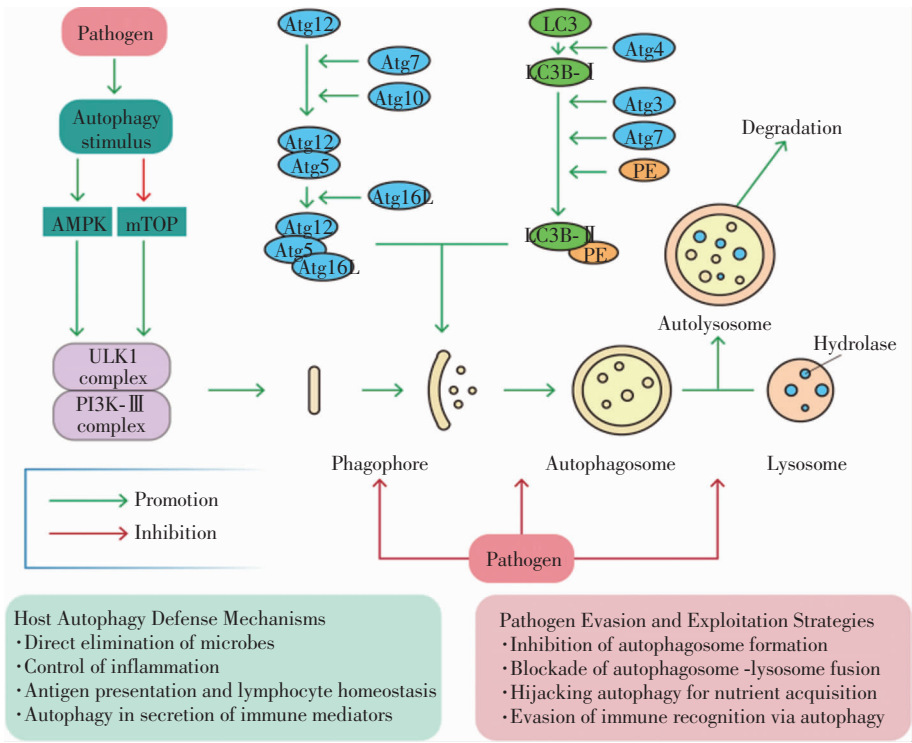 Pathogen
Autophagy
stimulus
AMPK
mTOP
ULK1
complex
PI3K-Ⅲ
complex
Atg12
Atg7
Atg10
Atg12
Atg5
Atg16L
Atg12
Atg5
Atg16L
LC3
Atg4
LC3B-Ⅰ
Atg3
Atg7
PE
LC3B-Ⅱ
PE
Degradation
Autolysosome
Hydrolase
Phagophore
Autophagosome
Lysosome
Promotion
Inhibition
Pathogen
Host Autophagy Defense Mechanisms
·Direct elimination of microbes
·Control of inflammation
·Antigen presentation and lymphocyte homeostasis
·Autophagy in secretion of immune mediators
Pathogen Evasion and Exploitation Strategies
·Inhibition of autophagosome formation
·Blockade of autophagosome -lysosome fusion
·Hijacking autophagy for nutrient acquisition
·Evasion of immune recognition via autophagy